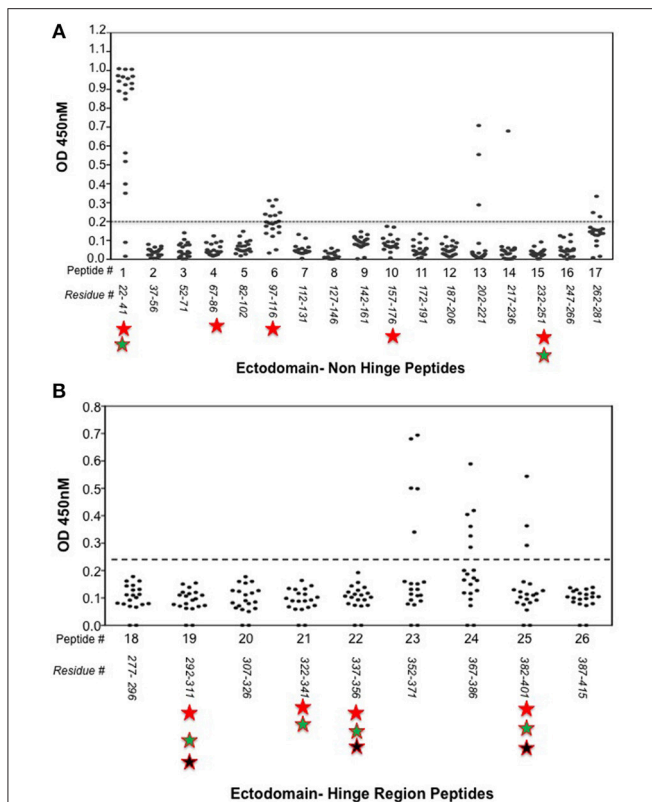 A
1.2
1.1
1.0
0.9
0.8
0.7
0.6
0.5
0.4
0.3
0.2
0.1
0.0
OD 450nM
Peptide # 1 2 3 4 5 6 7 8 9 10 11 12 13 14 15 16 17
Residue # 22- 41 37-56 52-71 67-86 82-102 97-116 112-131 127-146 142-161 157-176 172-191 187-206 202-221 217-236 232-251 247-266 262-281
Ectodomain- Non Hinge Peptides
B
0.8
0.7
0.6
0.5
0.4
0.3
0.2
0.1
0.0
OD 450nM
Peptide # 18 19 20 21 22 23 24 25 26
Residue # 277- 296 292-311 307-326 322-341 337-356 352-371 367-386 382-401 387-415
Ectodomain- Hinge Region Peptides